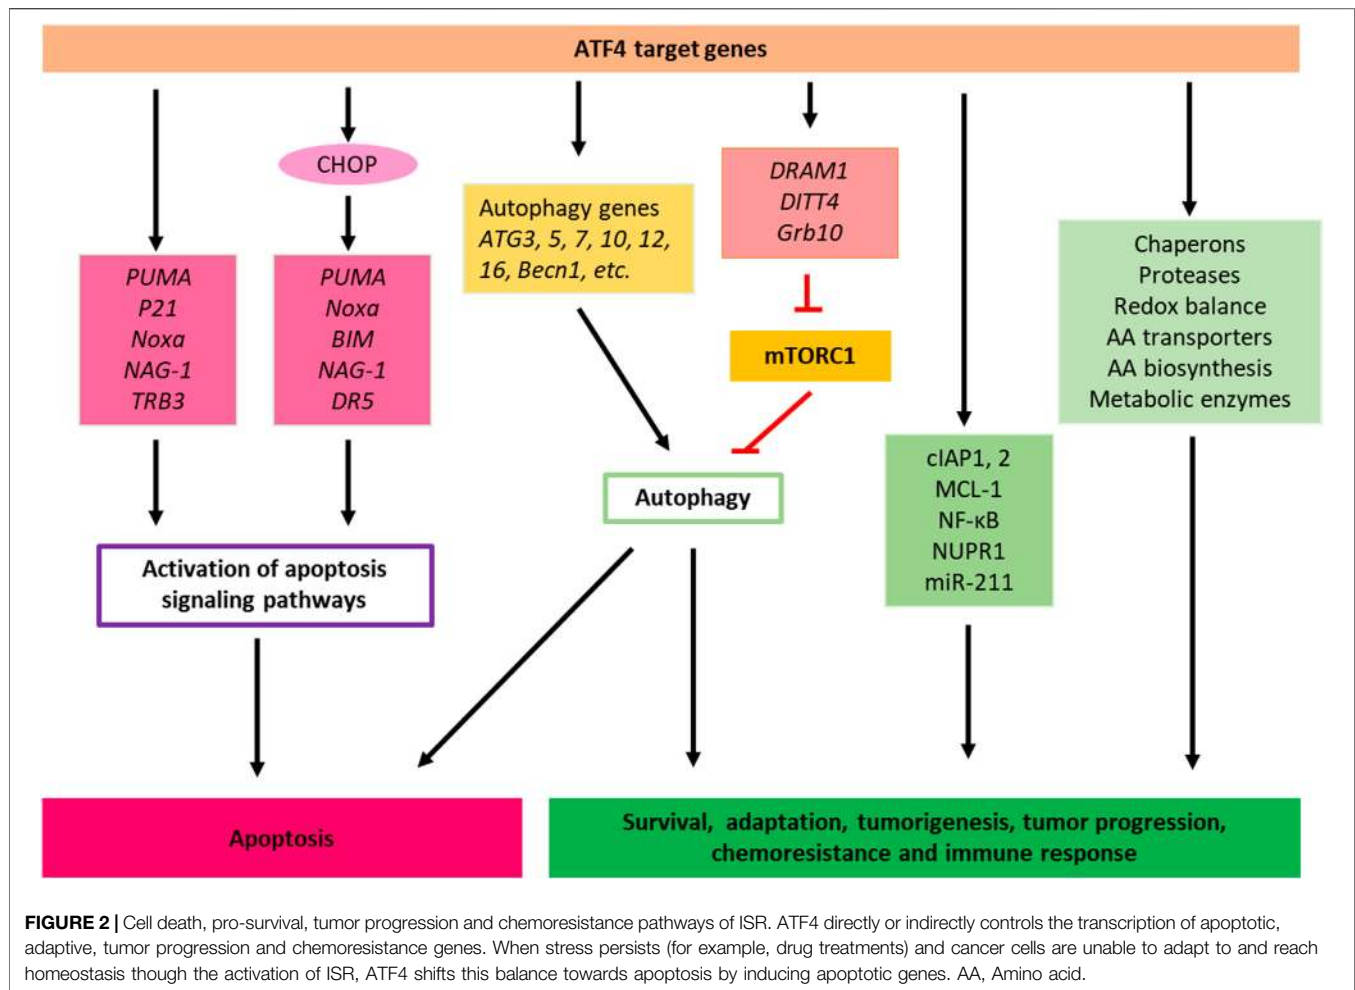 ATF4 target genes
CHOP
PUMA
P21
Noxa
NAG-1
TRB3
PUMA
Noxa
BIM
NAG-1
DR5
Activation of apoptosis
signaling pathways
Autophagy genes
ATG3, 5, 7, 10, 12,
16, Becn1, etc.
DRAM1
DITT4
Grb10
mTORC1
Autophagy
cIAP1, 2
MCL-1
NF-κB
NUPR1
miR-211
Chaperons
Proteases
Redox balance
AA transporters
AA biosynthesis
Metabolic enzymes
Apoptosis
Survival, adaptation, tumorigenesis, tumor progression,
chemoresistance and immune response
FIGURE 2 | Cell death, pro-survival, tumor progression and chemoresistance pathways of ISR. ATF4 directly or indirectly controls the transcription of apoptotic,
adaptive, tumor progression and chemoresistance genes. When stress persists (for example, drug treatments) and cancer cells are unable to adapt to and reach
homeostasis though the activation of ISR, ATF4 shifts this balance towards apoptosis by inducing apoptotic genes. AA, Amino acid.